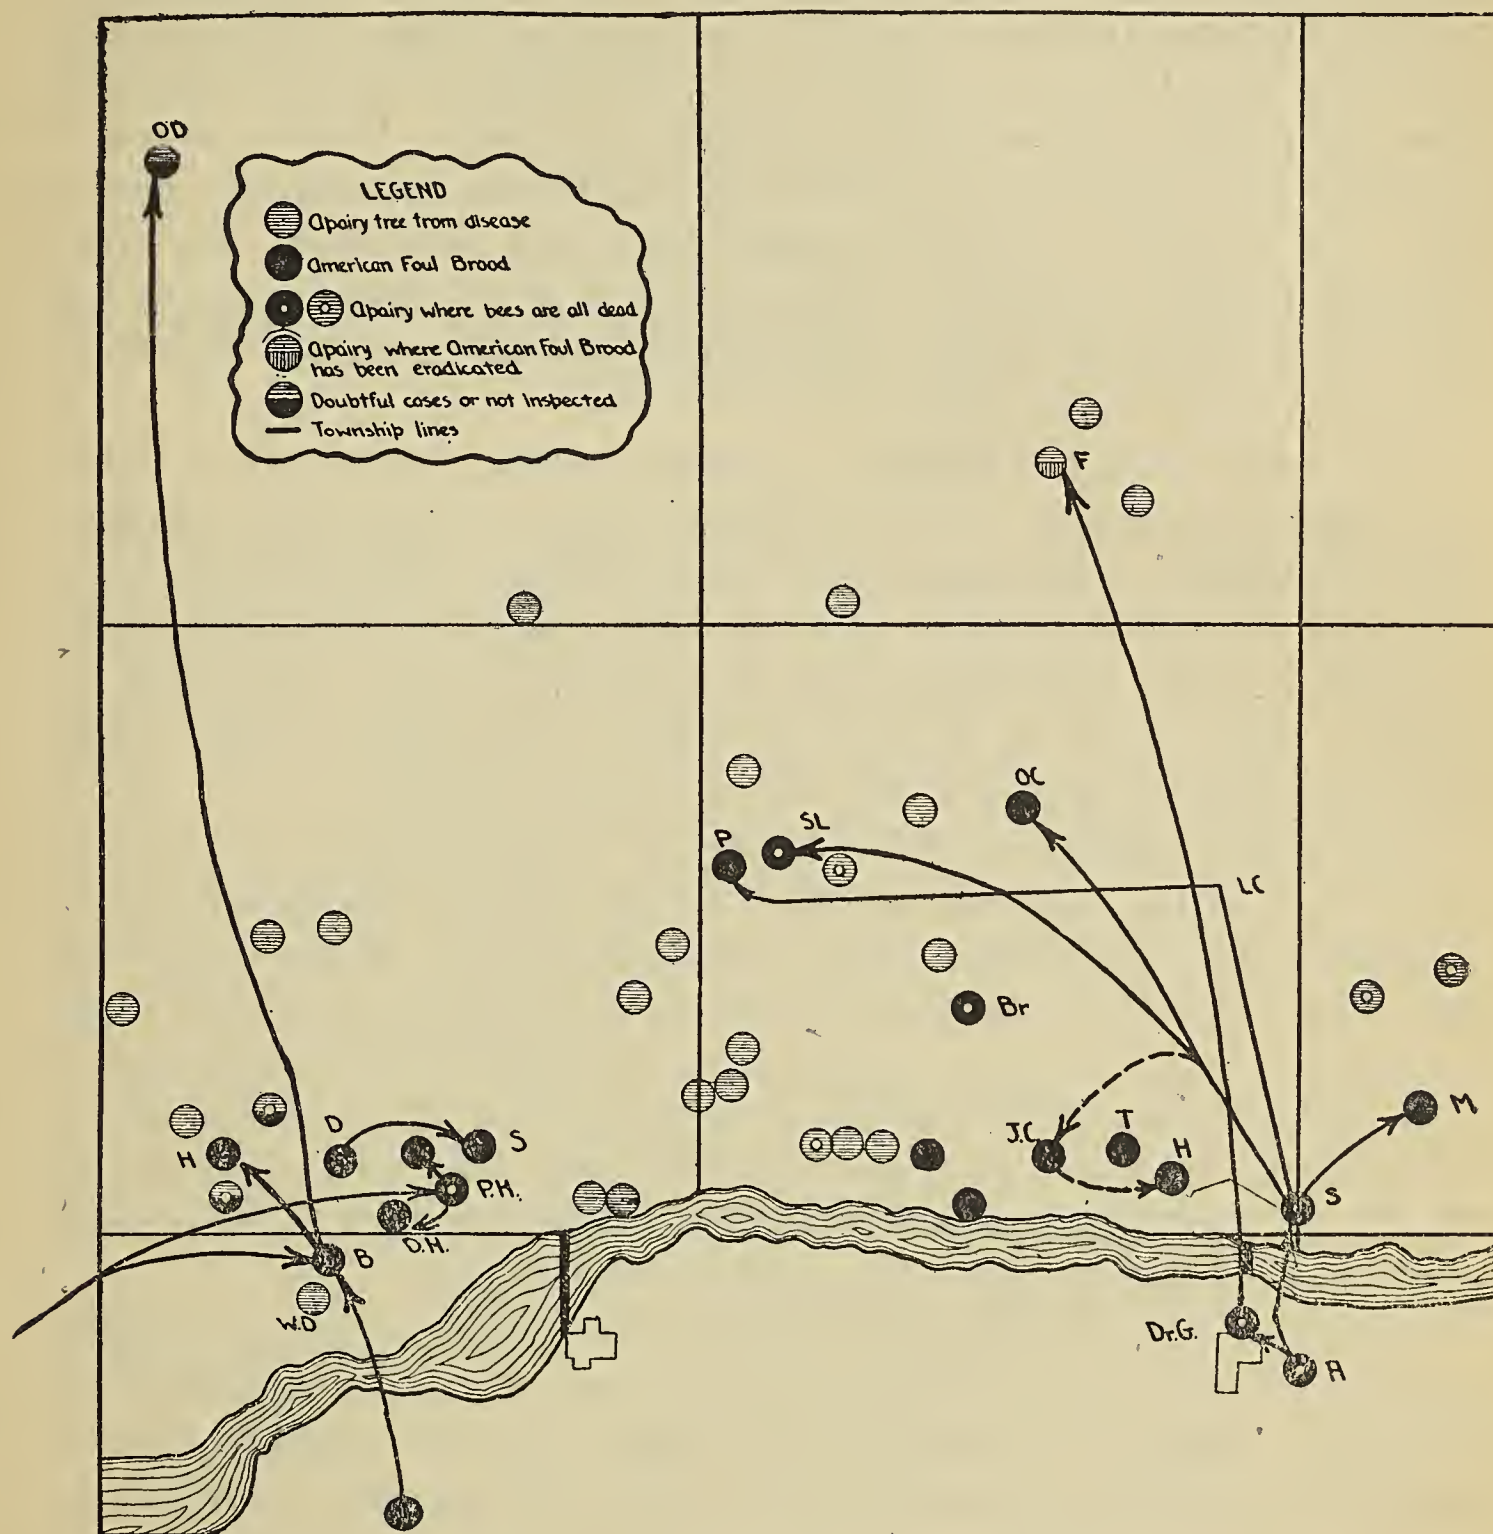 OD
LEGEND
Apairy tree trom disease
American Foul Brood
Apairy where bees are all dead
Apairy where American Foul Brood
has been eradicated
Doubtful cases or not Inspected
Township lines
F
OC
SL
P
LC
Br
M
D
S
J.C.
T
H
H
P.H.
S
D.H.
B
W.D
Dr.G.
A